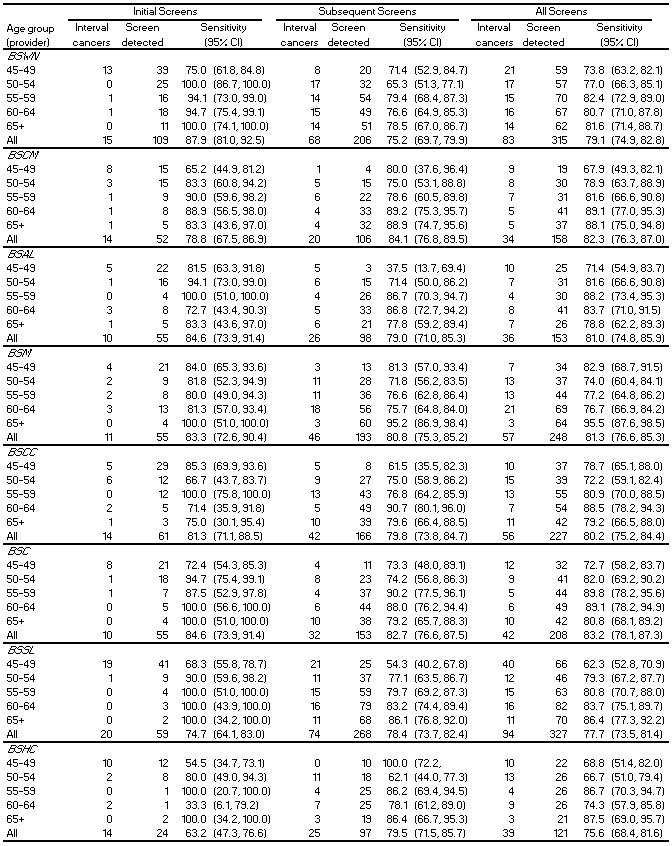 Initial Screens Subsequent Screens All Screens
Age group Interval Screen Sensitivity Interval Screen Sensitivity Interval Screen Sensitivity
(provider) cancers detected (95% CI) cancers detected (95% CI) cancers detected (95% CI)
BSWN
45–49 13 39 75.0 (61.8, 84.8) 8 20 71.4 (52.9, 84.7) 21 59 73.8 (63.2, 82.1)
50–54 0 25 100.0 (86.7, 100.0) 17 32 65.3 (51.3, 77.1) 17 57 77.0 (66.3, 85.1)
55–59 1 16 94.1 (73.0, 99.0) 14 54 79.4 (68.4, 87.3) 15 70 82.4 (72.9, 89.0)
60–64 1 18 94.7 (75.4, 99.1) 15 49 76.6 (64.9, 85.3) 16 67 80.7 (71.0, 87.8)
65+ 0 11 100.0 (74.1, 100.0) 14 51 78.5 (67.0, 86.7) 14 62 81.6 (71.4, 88.7)
All 15 109 87.9 (81.0, 92.5) 68 206 75.2 (69.7, 79.9) 83 315 79.1 (74.9, 82.8)
BSCM
45–49 8 15 65.2 (44.9, 81.2) 1 4 80.0 (37.6, 96.4) 9 19 67.9 (49.3, 82.1)
50–54 3 15 83.3 (60.8, 94.2) 5 15 75.0 (53.1, 88.8) 8 30 78.9 (63.7, 88.9)
55–59 1 9 90.0 (59.6, 98.2) 6 22 78.6 (60.5, 89.8) 7 31 81.6 (66.6, 90.8)
60–64 1 8 88.9 (56.5, 98.0) 4 33 89.2 (75.3, 95.7) 5 41 89.1 (77.0, 95.3)
65+ 1 5 83.3 (43.6, 97.0) 4 32 88.9 (74.7, 95.6) 5 37 88.1 (75.0, 94.8)
All 14 52 78.8 (67.5, 86.9) 20 106 84.1 (76.8, 89.5) 34 158 82.3 (76.3, 87.0)
BSAL
45–49 5 22 81.5 (63.3, 91.8) 5 3 37.5 (13.7, 69.4) 10 25 71.4 (54.9, 83.7)
50–54 1 16 94.1 (73.0, 99.0) 6 15 71.4 (50.0, 86.2) 7 31 81.6 (66.6, 90.8)
55–59 0 4 100.0 (51.0, 100.0) 4 26 86.7 (70.3, 94.7) 4 30 88.2 (73.4, 95.3)
60–64 3 8 72.7 (43.4, 90.3) 5 33 86.8 (72.7, 94.2) 8 41 83.7 (71.0, 91.5)
65+ 1 5 83.3 (43.6, 97.0) 6 21 77.8 (59.2, 89.4) 7 26 78.8 (62.2, 89.3)
All 10 55 84.6 (73.9, 91.4) 26 98 79.0 (71.0, 85.3) 36 153 81.0 (74.8, 85.9)
BSM
45–49 4 21 84.0 (65.3, 93.6) 3 13 81.3 (57.0, 93.4) 7 34 82.9 (68.7, 91.5)
50–54 2 9 81.8 (52.3, 94.9) 11 28 71.8 (56.2, 83.5) 13 37 74.0 (60.4, 84.1)
55–59 2 8 80.0 (49.0, 94.3) 11 36 76.6 (62.8, 86.4) 13 44 77.2 (64.8, 86.2)
60–64 3 13 81.3 (57.0, 93.4) 18 56 75.7 (64.8, 84.0) 21 69 76.7 (66.9, 84.2)
65+ 0 4 100.0 (51.0, 100.0) 3 60 95.2 (86.9, 98.4) 3 64 95.5 (87.6, 98.5)
All 11 55 83.3 (72.6, 90.4) 46 193 80.8 (75.3, 85.2) 57 248 81.3 (76.6, 85.3)
BSCC
45–49 5 29 85.3 (69.9, 93.6) 5 8 61.5 (35.5, 82.3) 10 37 78.7 (65.1, 88.0)
50–54 6 12 66.7 (43.7, 83.7) 9 27 75.0 (58.9, 86.2) 15 39 72.2 (59.1, 82.4)
55–59 0 12 100.0 (75.8, 100.0) 13 43 76.8 (64.2, 85.9) 13 55 80.9 (70.0, 88.5)
60–64 2 5 71.4 (35.9, 91.8) 5 49 90.7 (80.1, 96.0) 7 54 88.5 (78.2, 94.3)
65+ 1 3 75.0 (30.1, 95.4) 10 39 79.6 (66.4, 88.5) 11 42 79.2 (66.5, 88.0)
All 14 61 81.3 (71.1, 88.5) 42 166 79.8 (73.8, 84.7) 56 227 80.2 (75.2, 84.4)
BSC
45–49 8 21 72.4 (54.3, 85.3) 4 11 73.3 (48.0, 89.1) 12 32 72.7 (58.2, 83.7)
50–54 1 18 94.7 (75.4, 99.1) 8 23 74.2 (56.8, 86.3) 9 41 82.0 (69.2, 90.2)
55–59 1 7 87.5 (52.9, 97.8) 4 37 90.2 (77.5, 96.1) 5 44 89.8 (78.2, 95.6)
60–64 0 5 100.0 (56.6, 100.0) 6 44 88.0 (76.2, 94.4) 6 49 89.1 (78.2, 94.9)
65+ 0 4 100.0 (51.0, 100.0) 10 38 79.2 (65.7, 88.3) 10 42 80.8 (68.1, 89.2)
All 10 55 84.6 (73.9, 91.4) 32 153 82.7 (76.6, 87.5) 42 208 83.2 (78.1, 87.3)
BSSL
45–49 19 41 68.3 (55.8, 78.7) 21 25 54.3 (40.2, 67.8) 40 66 62.3 (52.8, 70.9)
50–54 1 9 90.0 (59.6, 98.2) 11 37 77.1 (63.5, 86.7) 12 46 79.3 (67.2, 87.7)
55–59 0 4 100.0 (51.0, 100.0) 15 59 79.7 (69.2, 87.3) 15 63 80.8 (70.7, 88.0)
60–64 0 3 100.0 (43.9, 100.0) 16 79 83.2 (74.4, 89.4) 16 82 83.7 (75.1, 89.7)
65+ 0 2 100.0 (34.2, 100.0) 11 68 86.1 (76.8, 92.0) 11 70 86.4 (77.3, 92.2)
All 20 59 74.7 (64.1, 83.0) 74 268 78.4 (73.7, 82.4) 94 327 77.7 (73.5, 81.4)
BSHC
45–49 10 12 54.5 (34.7, 73.1) 0 10 100.0 (72.2, 10 22 68.8 (51.4, 82.0)
50–54 2 8 80.0 (49.0, 94.3) 11 18 62.1 (44.0, 77.3) 13 26 66.7 (51.0, 79.4)
55–59 0 1 100.0 (20.7, 100.0) 4 25 86.2 (69.4, 94.5) 4 26 86.7 (70.3, 94.7)
60–64 2 1 33.3 (6.1, 79.2) 7 25 78.1 (61.2, 89.0) 9 26 74.3 (57.9, 85.8)
65+ 0 2 100.0 (34.2, 100.0) 3 19 86.4 (66.7, 95.3) 3 21 87.5 (69.0, 95.7)
All 14 24 63.2 (47.3, 76.6) 25 97 79.5 (71.5, 85.7) 39 121 75.6 (68.4, 81.6)